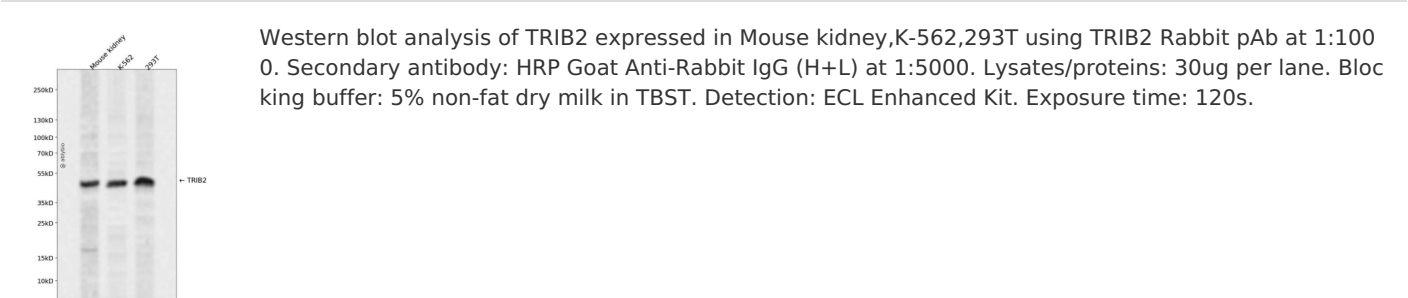 Mouse kidney
K-562
293T
Western blot analysis of TRIB2 expressed in Mouse kidney,K-562,293T using TRIB2 Rabbit pAb at 1:100
0. Secondary antibody: HRP Goat Anti-Rabbit IgG (H+L) at 1:5000. Lysates/proteins: 30ug per lane. Bloc
king buffer: 5% non-fat dry milk in TBST. Detection: ECL Enhanced Kit. Exposure time: 120s.
250kD
130kD
100kD
70kD
55kD
← TRIB2
35kD
25kD
15kD
10kD